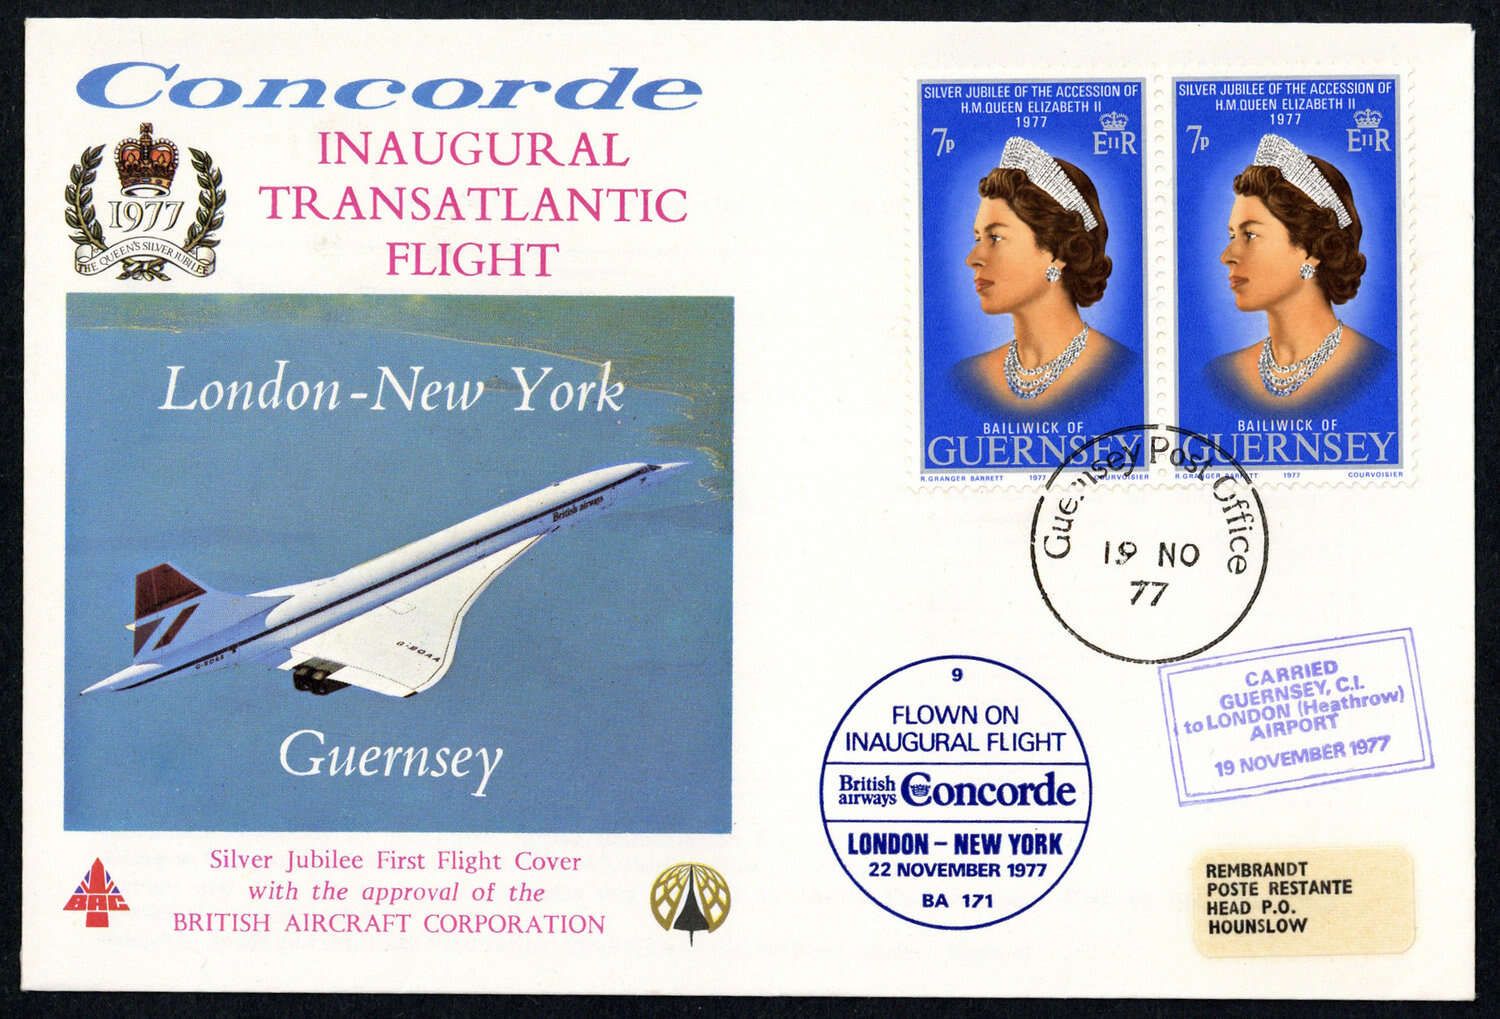 Concorde
INAUGURAL
TRANSATLANTIC
FLIGHT
1977
THE QUEEN'S SILVER JUBILEE
London-New York
British airways
G-BOAA
G-BOAA
Guernsey
BAC
Silver Jubilee First Flight Cover
with the approval of the
BRITISH AIRCRAFT CORPORATION
SILVER JUBILEE OF THE ACCESSION OF
H.M.QUEEN ELIZABETH II
1977
7p
EIIR
BAILIWICK OF
GUERNSEY
R.GRANGER BARRETT 1977 COURVOISIER
SILVER JUBILEE OF THE ACCESSION OF
H.M.QUEEN ELIZABETH II
1977
7p
EIIR
BAILIWICK OF
GUERNSEY
R.GRANGER BARRETT 1977 COURVOISIER
Guernsey Post Office
19 NO
77
CARRIED
GUERNSEY, C.I.
to LONDON (Heathrow)
AIRPORT
19 NOVEMBER 1977
9
FLOWN ON
INAUGURAL FLIGHT
British airways Concorde
LONDON – NEW YORK
22 NOVEMBER 1977
BA 171
REMBRANDT
POSTE RESTANTE
HEAD P.O.
HOUNSLOW